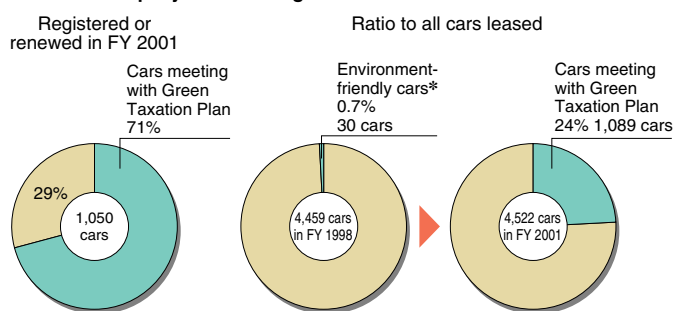 Registered or
renewed in FY 2001
Ratio to all cars leased
Cars meeting
with Green
Taxation Plan
71%
29%
1,050
cars
Environment-
friendly cars*
0.7%
30 cars
4,459 cars
in FY 1998
Cars meeting
with Green
Taxation Plan
24% 1,089 cars
4,522 cars
in FY 2001